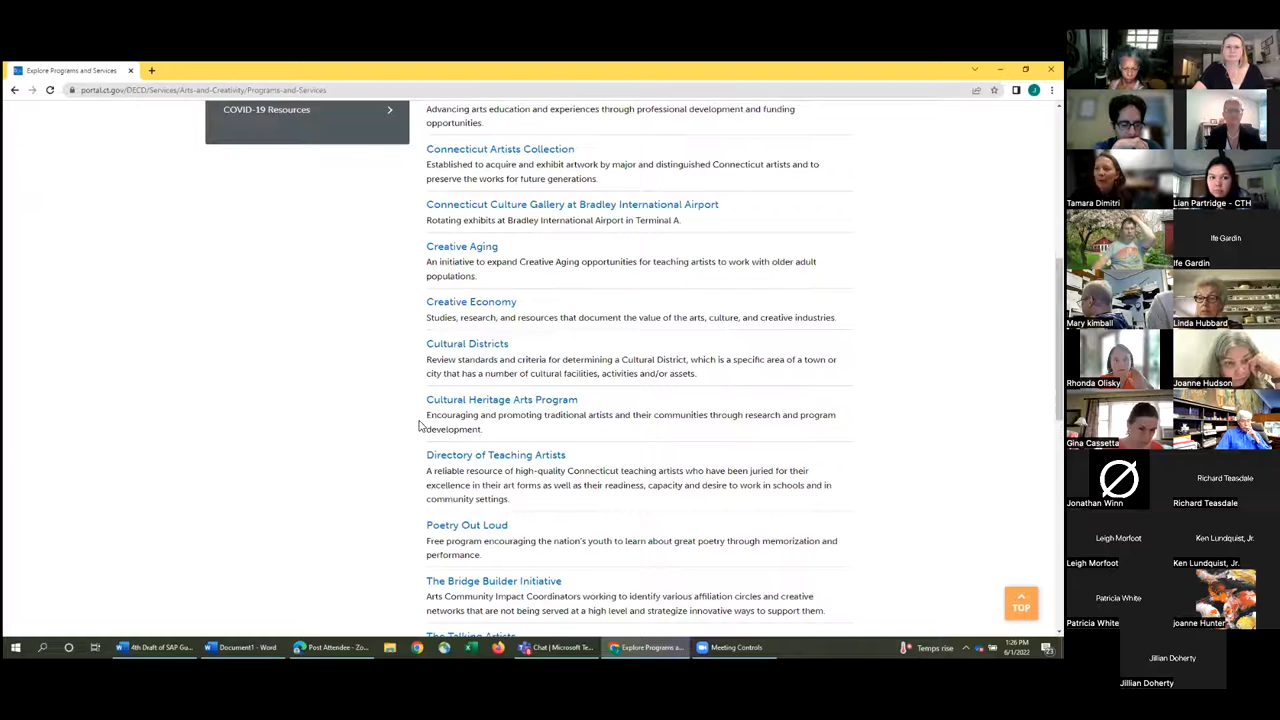 Explore Programs and Services
portal.ct.gov/DECD/Services/Arts-and-Creativity/Programs-and-Services
COVID-19 Resources
Advancing arts education and experiences through professional development and funding
opportunities.
Connecticut Artists Collection
Established to acquire and exhibit artwork by major and distinguished Connecticut artists and to
preserve the works for future generations.
Connecticut Culture Gallery at Bradley International Airport
Rotating exhibits at Bradley International Airport in Terminal A.
Creative Aging
An initiative to expand Creative Aging opportunities for teaching artists to work with older adult
populations.
Creative Economy
Studies, research, and resources that document the value of the arts, culture, and creative industries.
Cultural Districts
Review standards and criteria for determining a Cultural District, which is a specific area of a town or
city that has a number of cultural facilities, activities and/or assets.
Cultural Heritage Arts Program
Encouraging and promoting traditional artists and their communities through research and program
development.
Directory of Teaching Artists
A reliable resource of high-quality Connecticut teaching artists who have been juried for their
excellence in their art forms as well as their readiness, capacity and desire to work in schools and in
community settings.
Poetry Out Loud
Free program encouraging the nation's youth to learn about great poetry through memorization and
performance.
The Bridge Builder Initiative
Arts Community Impact Coordinators working to identify various affiliation circles and creative
networks that are not being served at a high level and strategize innovative ways to support them.
The Talking Artists
TOP
4th Draft of SAP Gu...
Document1 - Word
Post Attendee - Zo...
Chat | Microsoft Te...
Explore Programs a...
Meeting Controls
Temps rise
1:26 PM
6/1/2022
23
Tamara Dimitri
Lian Partridge - CTH
Ife Gardin
Ife Gardin
Mary kimball
Linda Hubbard
Rhonda Olisky
Joanne Hudson
Gina Cassetta
Jonathan Winn
Richard Teasdale
Richard Teasdale
Leigh Morfoot
Leigh Morfoot
Ken Lundquist, Jr.
Ken Lundquist, Jr.
Patricia White
Patricia White
joanne Hunter
Jillian Doherty
Jillian Doherty